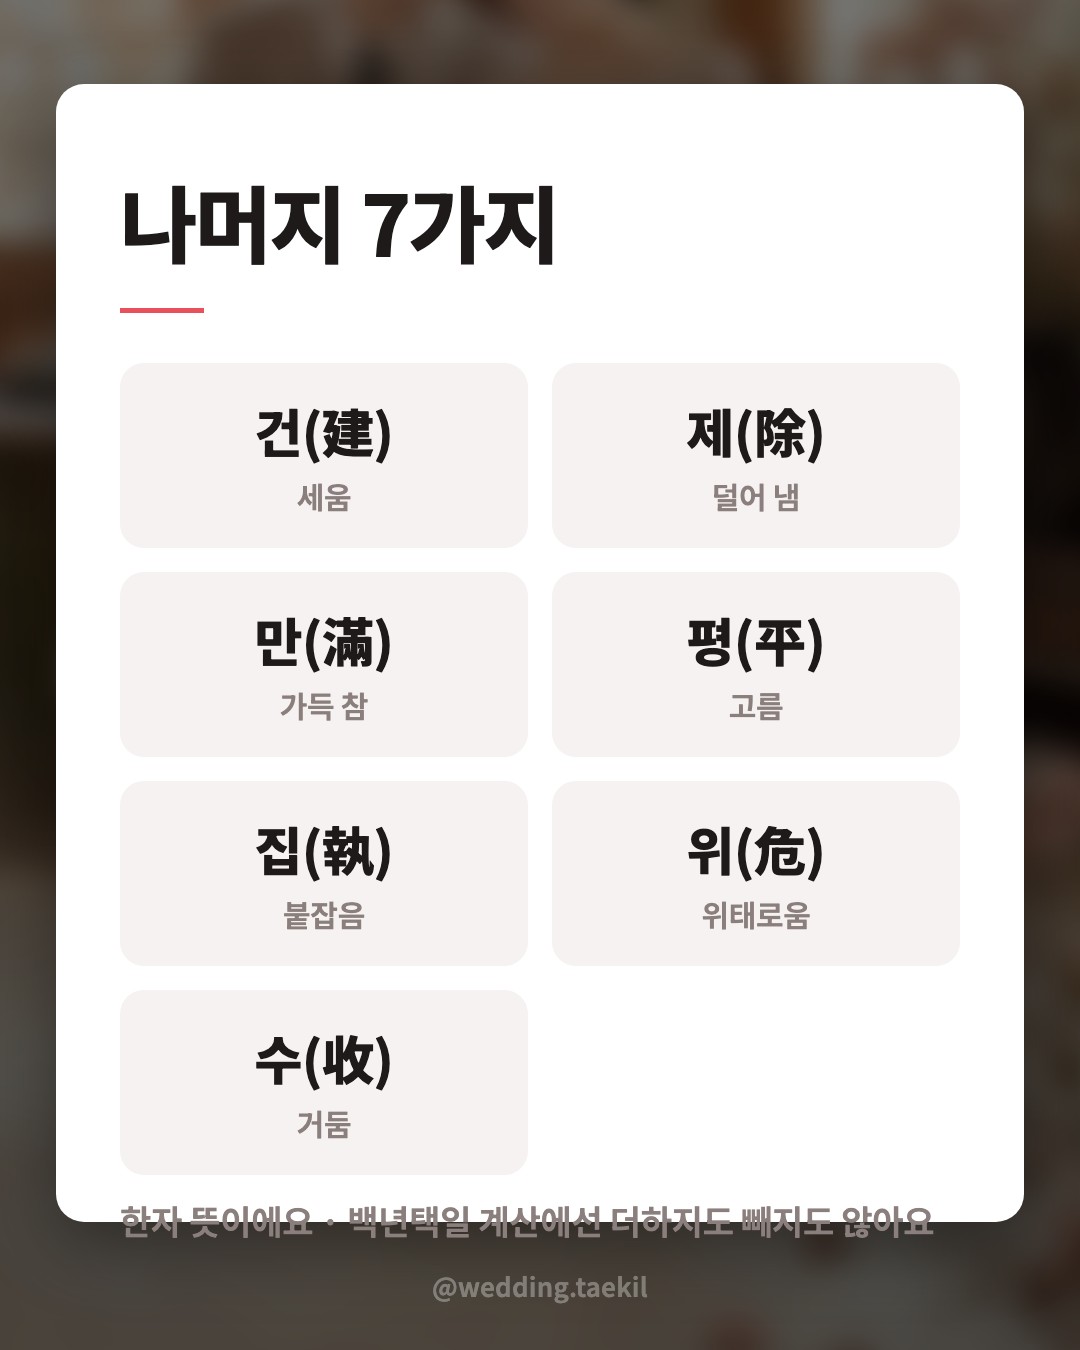 나머지 7가지
건(建)
세움
제(除)
덜어 냄
만(滿)
가득 참
평(平)
고름
집(執)
붙잡음
위(危)
위태로움
수(收)
거둠
한자 뜻이에요 · 백년택일 계산에선 더하지도 빼지도 않아요
@wedding.taekil